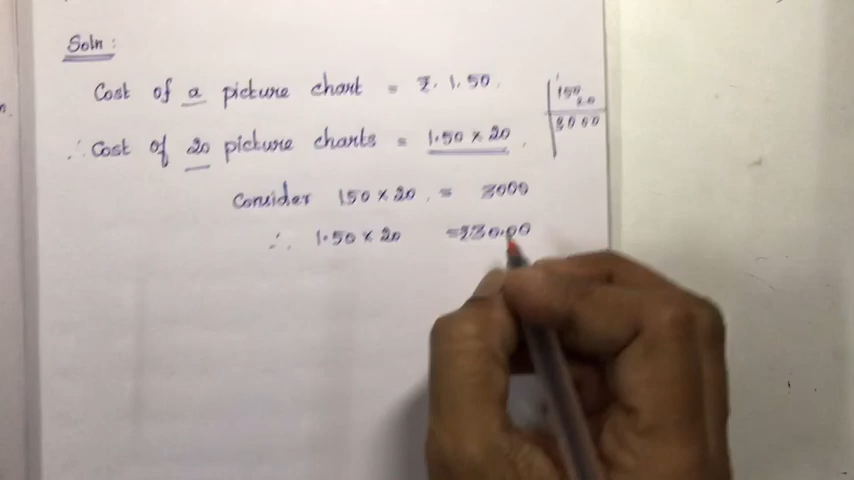 Soln :
Cost of a picture chart = ₹. 1.50.
∴ Cost of 20 picture charts = 1.50 × 20.
150
20
3000
Consider 150 × 20 = 3000
∴ 1.50 × 20 = ₹30.00